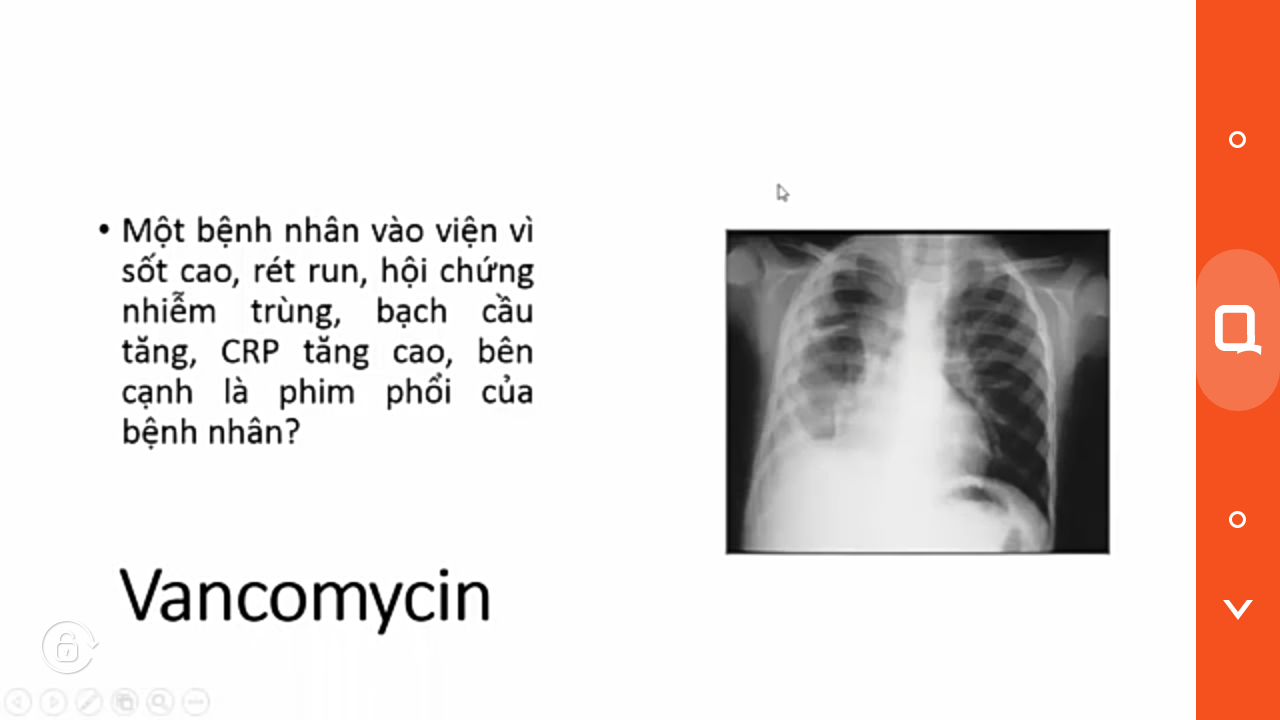 • Một bệnh nhân vào viện vì
sốt cao, rét run, hội chứng
nhiễm trùng, bạch cầu
tăng, CRP tăng cao, bên
cạnh là phim phổi của
bệnh nhân?
Vancomycin